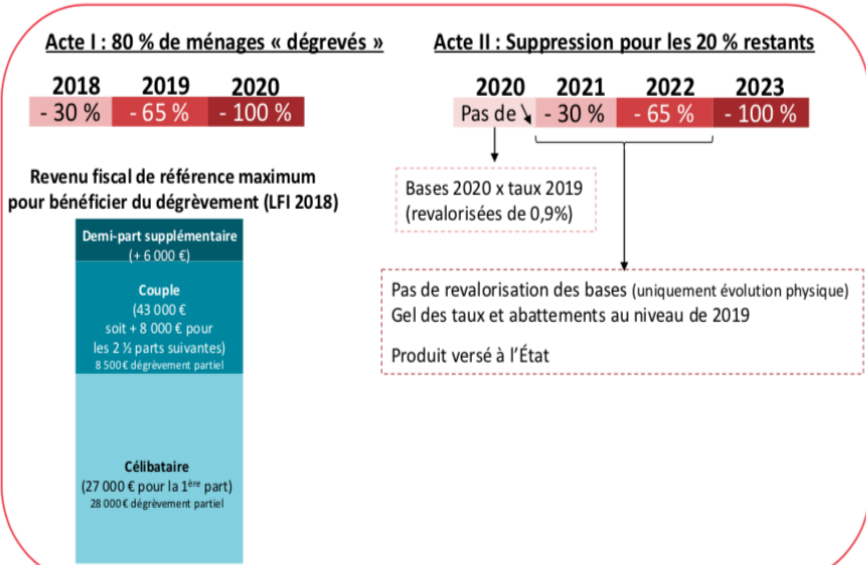 Acte I : 80 % de ménages « dégrevés »
2018 2019 2020
- 30 % - 65 % - 100 %
Revenu fiscal de référence maximum
pour bénéficier du dégrèvement (LFI 2018)
Demi-part supplémentaire
(+ 6 000 €)
Couple
(43 000 €
soit + 8 000 € pour
les 2 ½ parts suivantes)
8 500€ dégrèvement partiel
Célibataire
(27 000 € pour la 1ère part)
28 000€ dégrèvement partiel
Acte II : Suppression pour les 20 % restants
2020 2021 2022 2023
Pas de ↘ - 30 % - 65 % - 100 %
Bases 2020 x taux 2019
(revalorisées de 0,9%)
Pas de revalorisation des bases (uniquement évolution physique)
Gel des taux et abattements au niveau de 2019
Produit versé à l'État